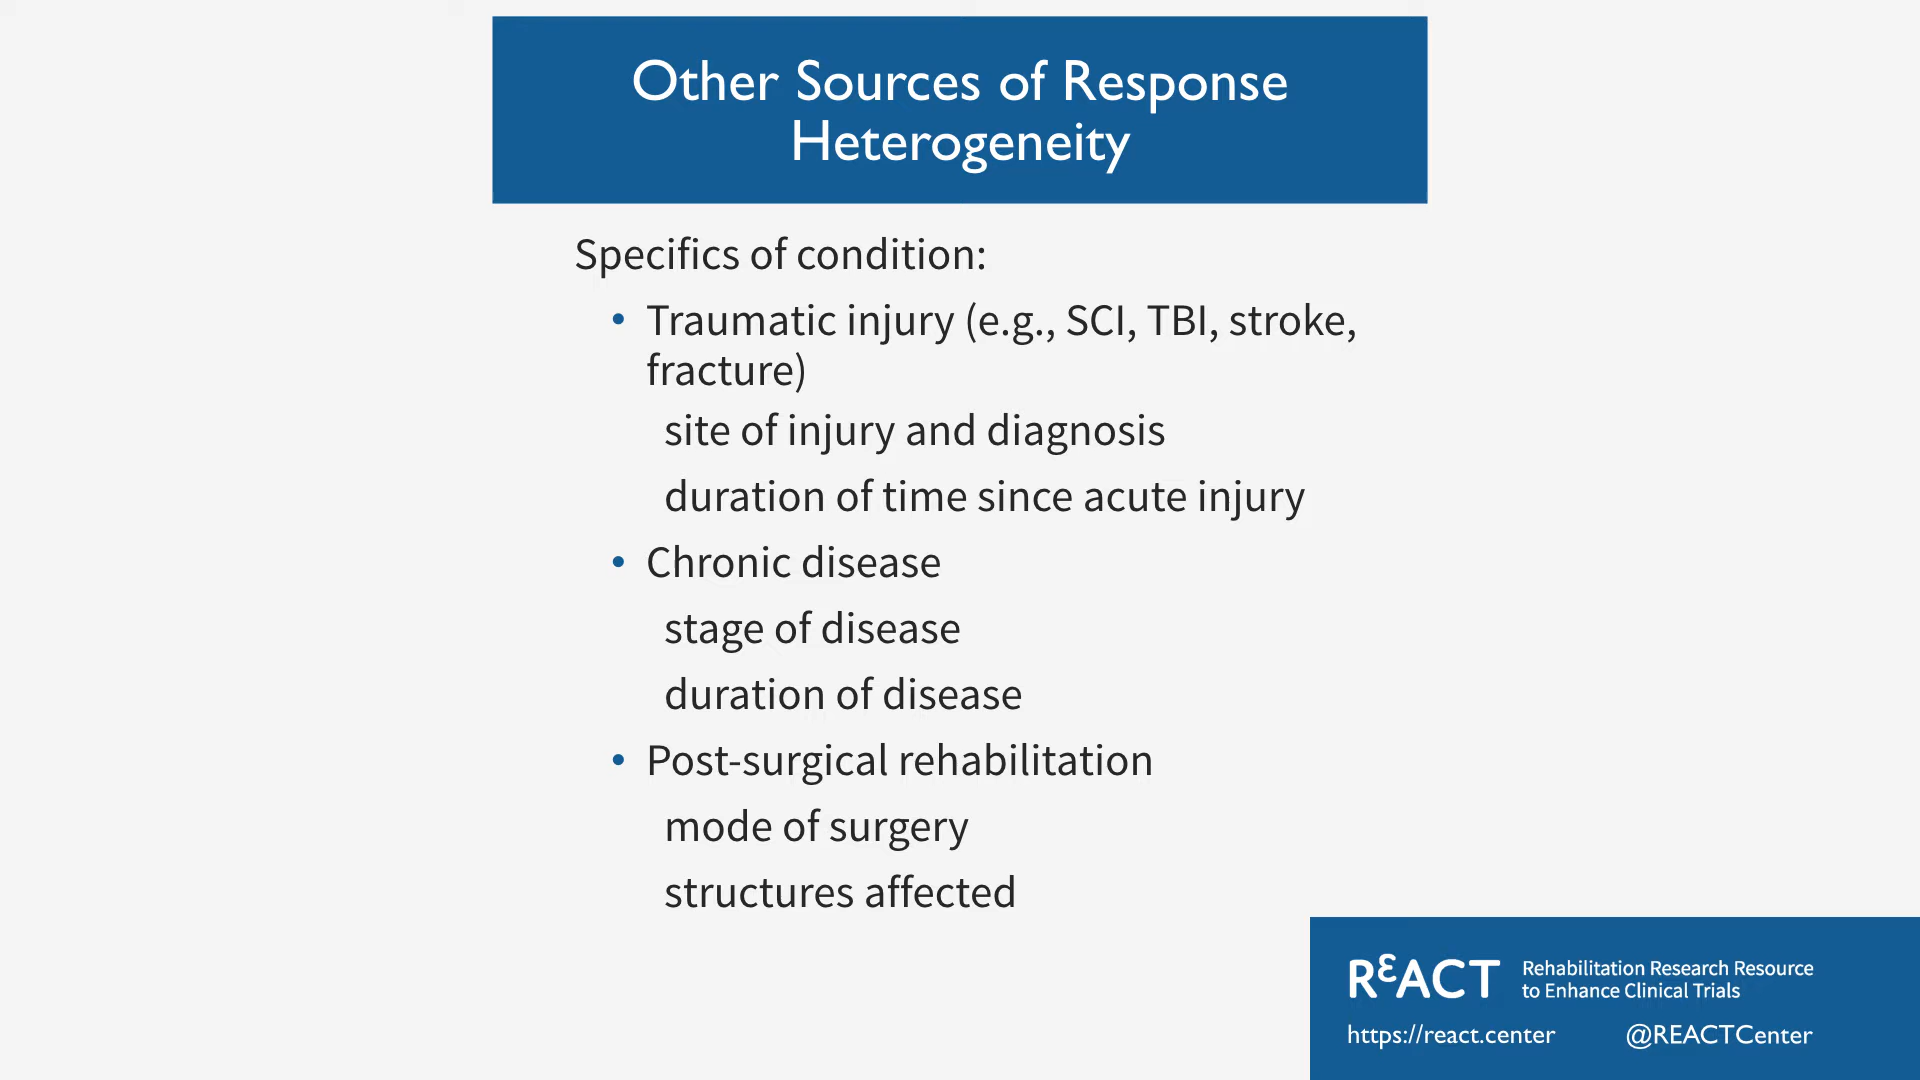 Other Sources of Response
Heterogeneity
Specifics of condition:
• Traumatic injury (e.g., SCI, TBI, stroke,
fracture)
site of injury and diagnosis
duration of time since acute injury
• Chronic disease
stage of disease
duration of disease
• Post-surgical rehabilitation
mode of surgery
structures affected
RƐACT Rehabilitation Research Resource
to Enhance Clinical Trials
https://react.center @REACTCenter